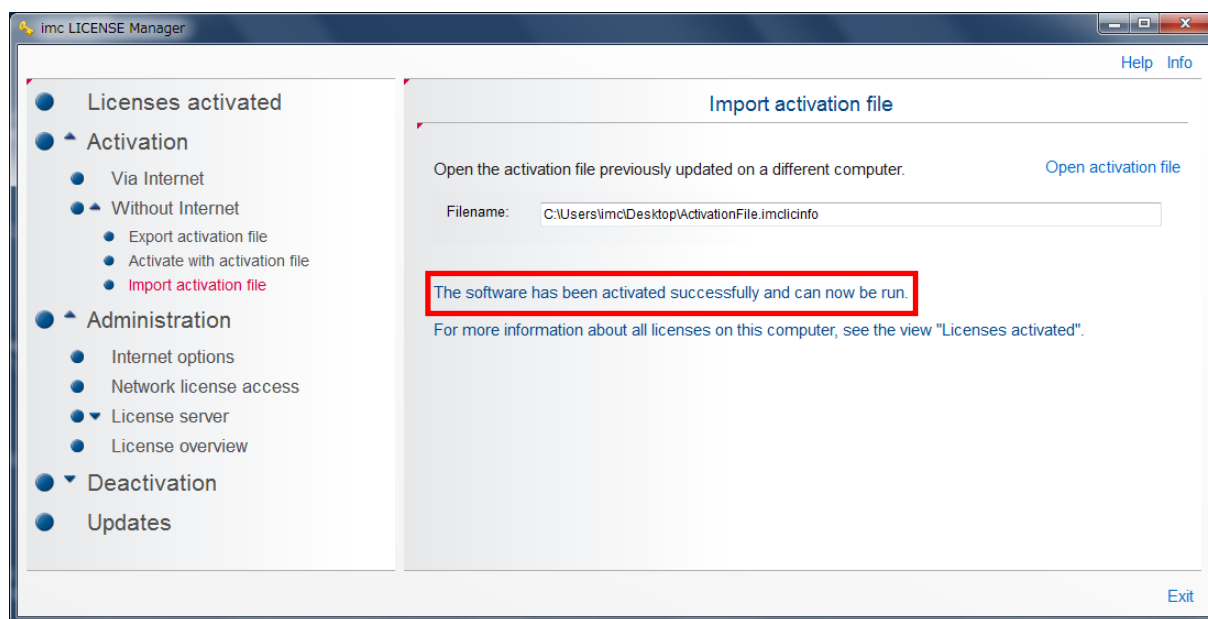 imc LICENSE Manager
Help Info
Licenses activated
Activation
Via Internet
Without Internet
Export activation file
Activate with activation file
Import activation file
Administration
Internet options
Network license access
License server
License overview
Deactivation
Updates
Import activation file
Open the activation file previously updated on a different computer.
Open activation file
Filename: C:\Users\imc\Desktop\ActivationFile.imclicinfo
The software has been activated successfully and can now be run.
For more information about all licenses on this computer, see the view "Licenses activated".
Exit